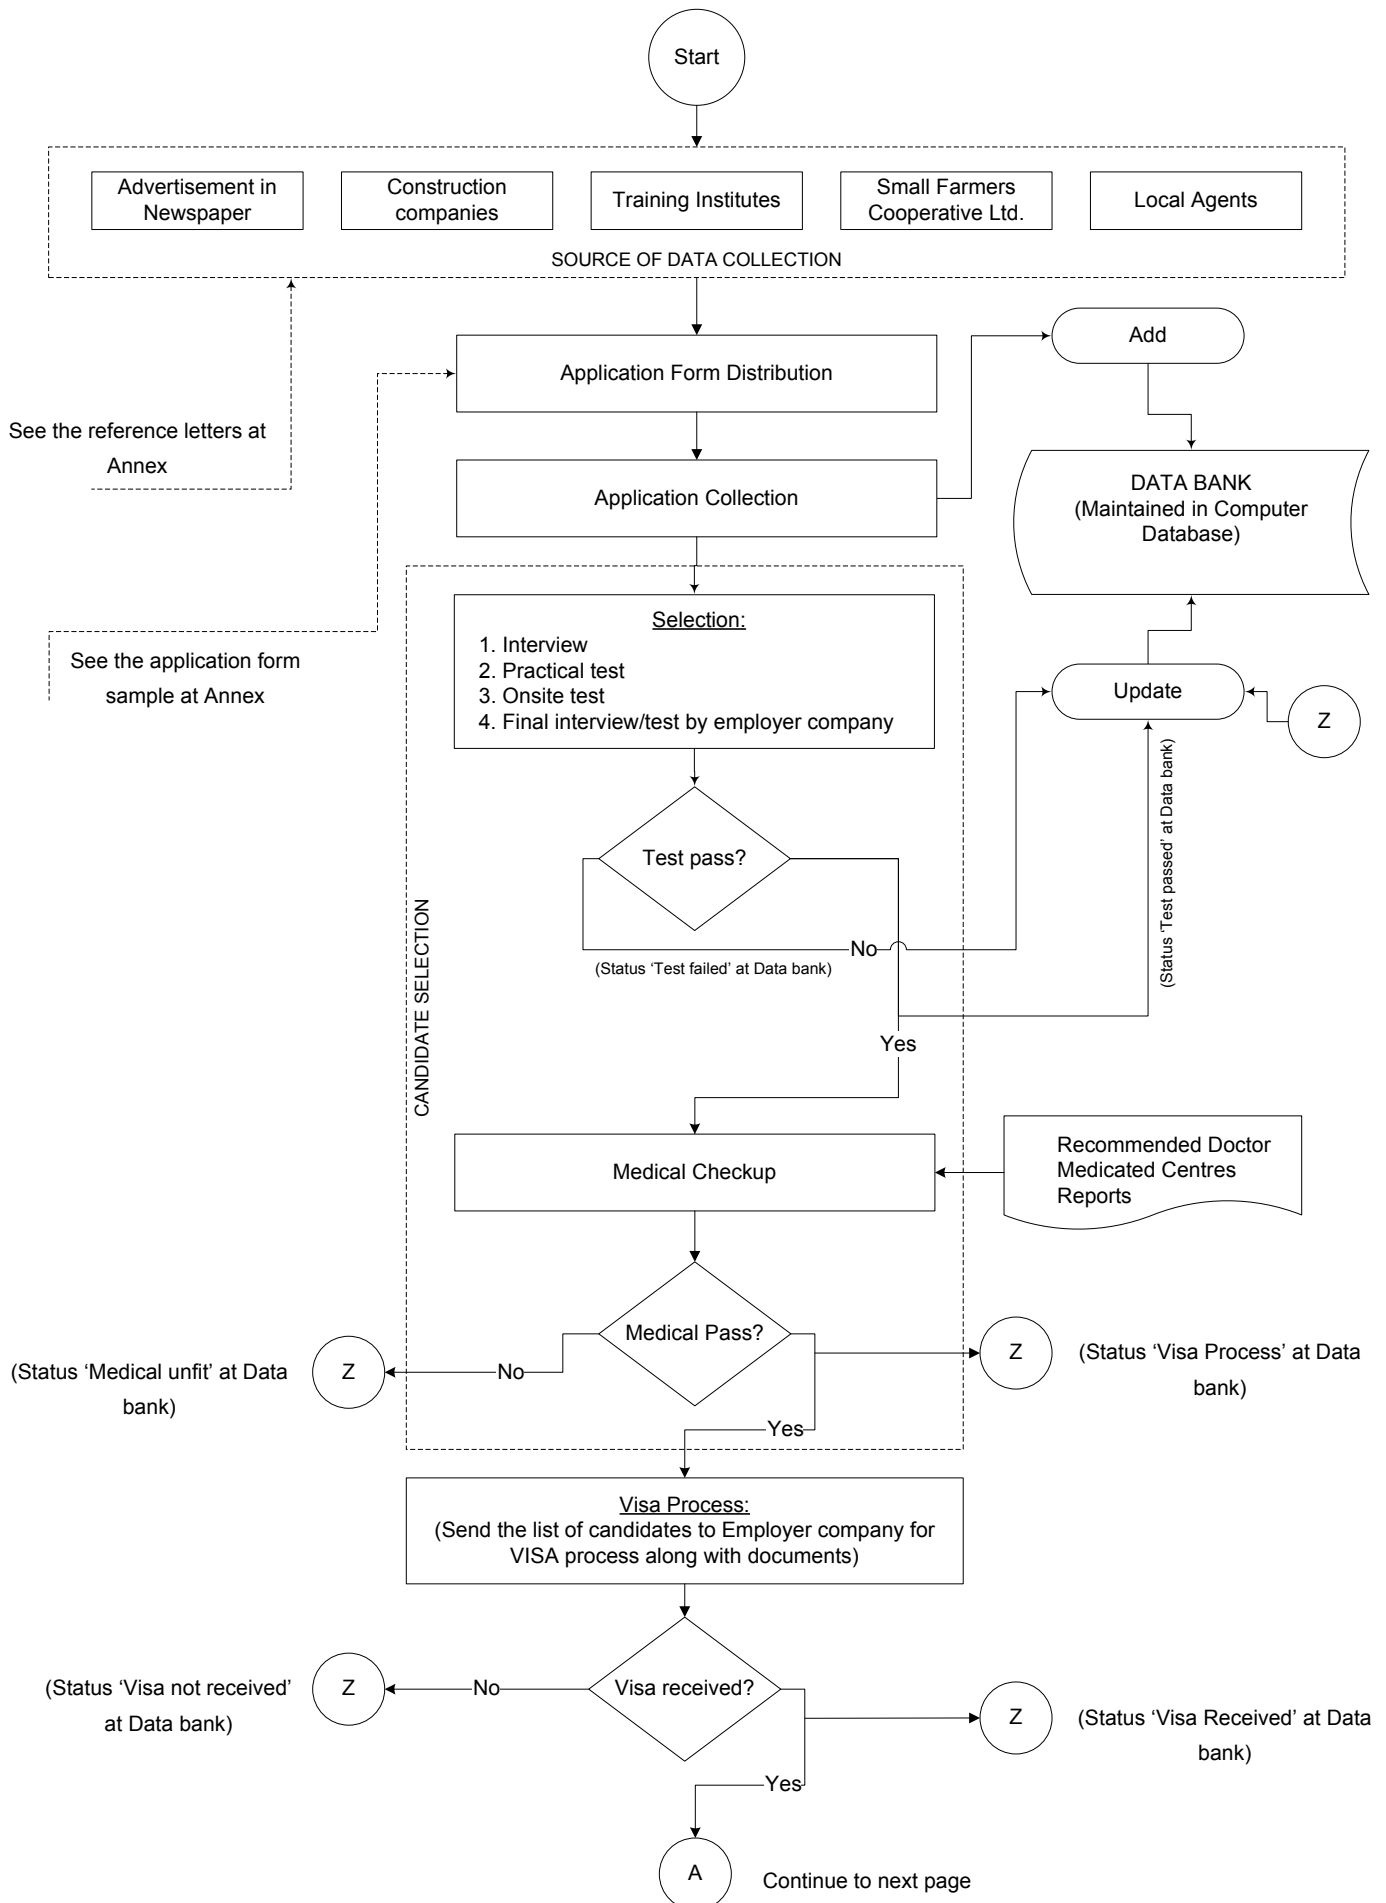 Start
Advertisement in
Newspaper
Construction
companies
Training Institutes
Small Farmers
Cooperative Ltd.
Local Agents
SOURCE OF DATA COLLECTION
Add
Application Form Distribution
See the reference letters at
Annex
Application Collection
DATA BANK
(Maintained in Computer
Database)
Selection:
1. Interview
2. Practical test
3. Onsite test
4. Final interview/test by employer company
See the application form
sample at Annex
Update
Z
Test pass?
(Status ‘Test passed’ at Data bank)
No
(Status ‘Test failed’ at Data bank)
CANDIDATE SELECTION
Yes
Medical Checkup
Recommended Doctor
Medicated Centres
Reports
Medical Pass?
(Status ‘Medical unfit’ at Data
bank)
Z
No
Z
(Status ‘Visa Process’ at Data
bank)
Yes
Visa Process:
(Send the list of candidates to Employer company for
VISA process along with documents)
(Status ‘Visa not received’
at Data bank)
Z
No
Visa received?
Z
(Status ‘Visa Received’ at Data
bank)
Yes
A
Continue to next page